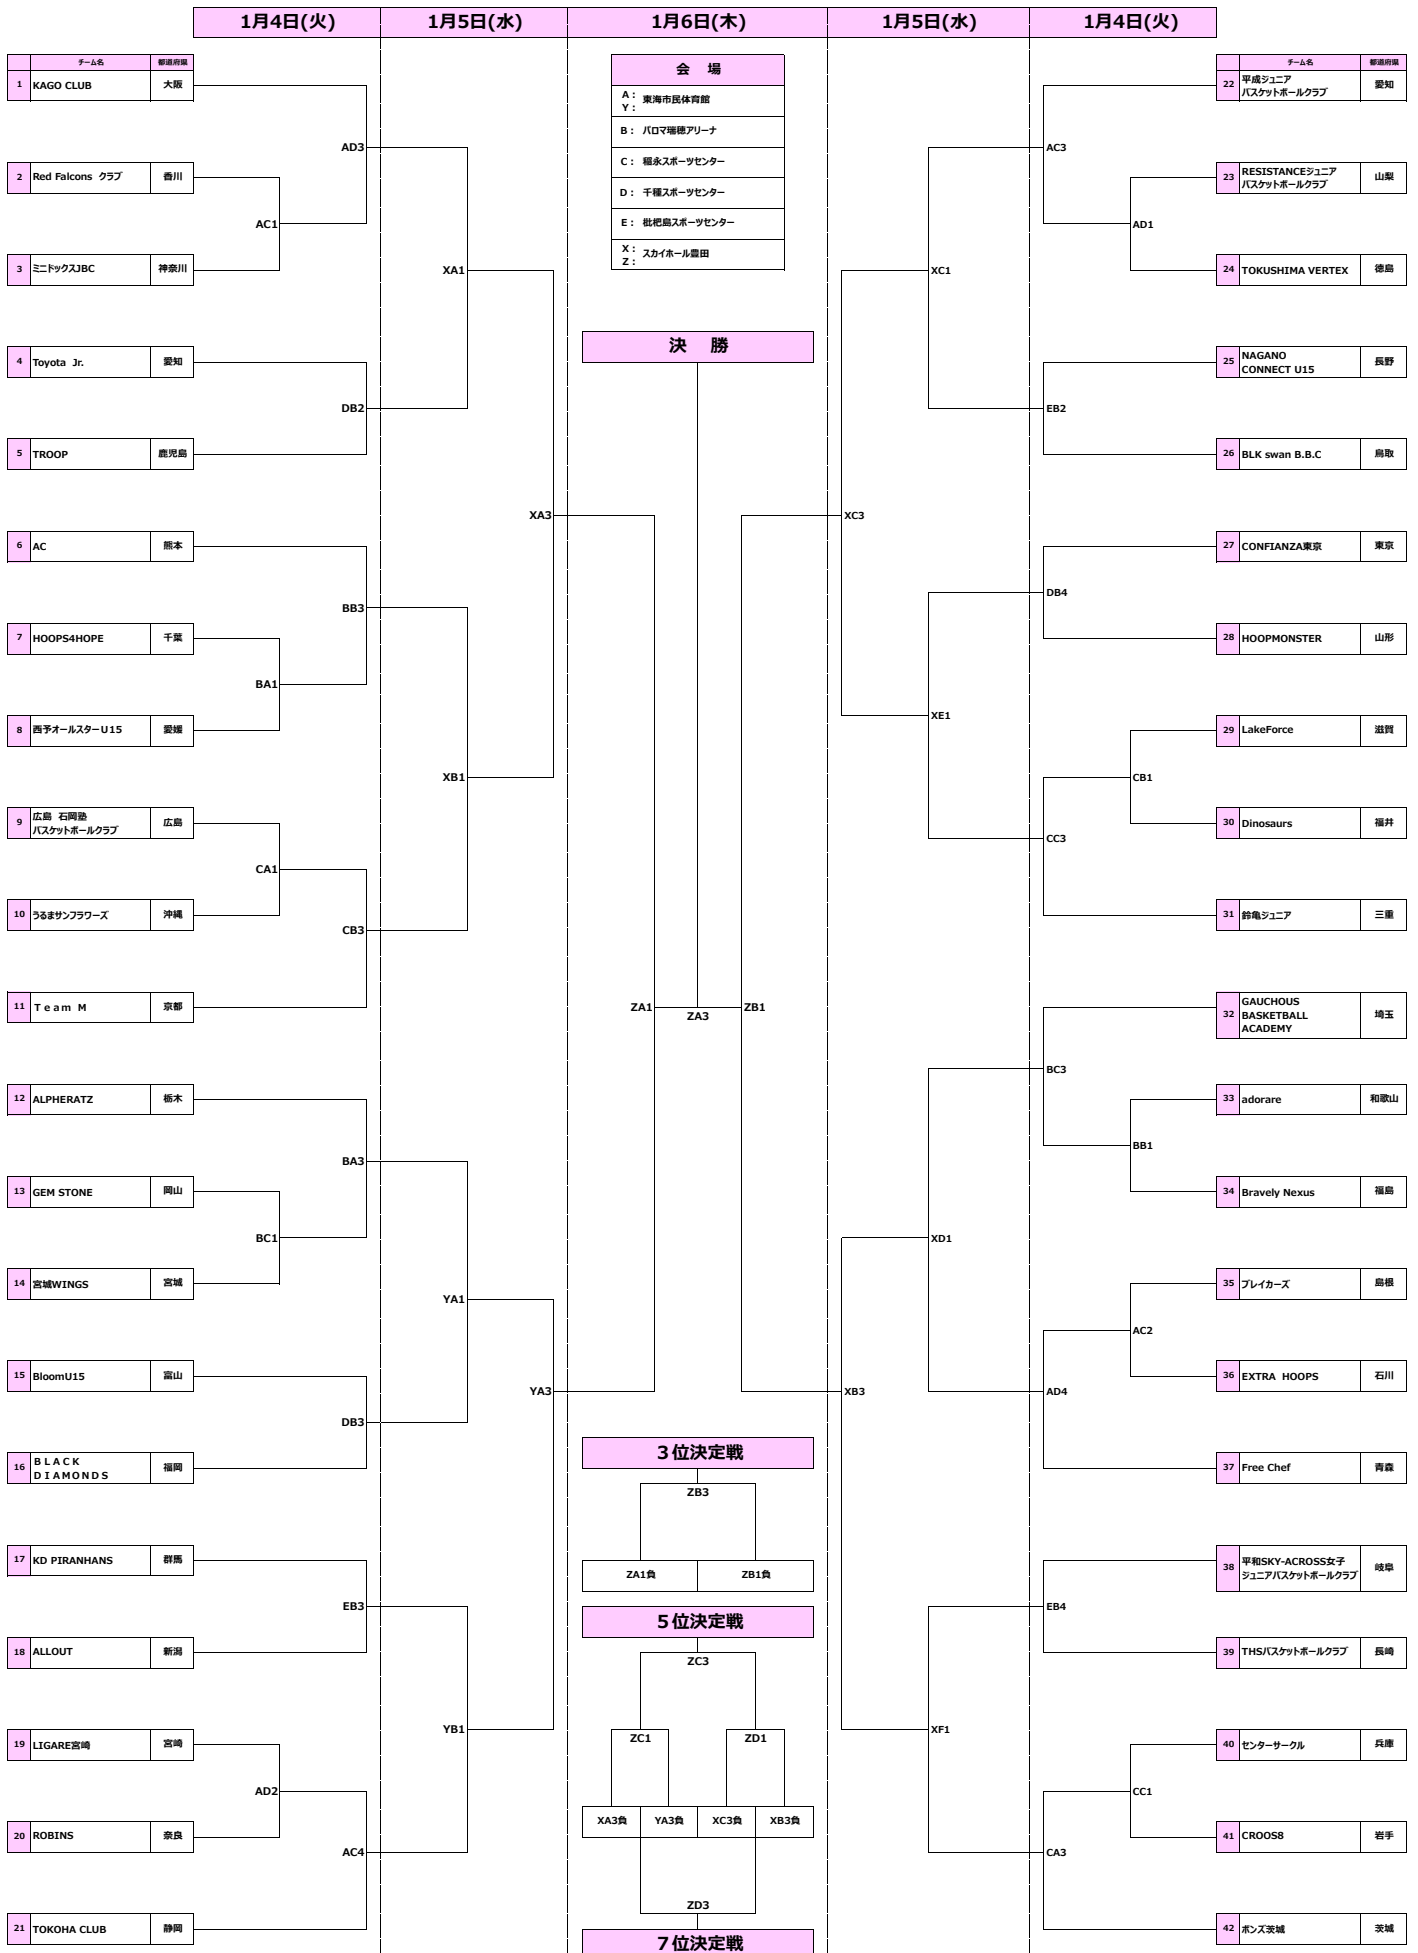 1月4日(火) 1月5日(水) 1月6日(木) 1月5日(水) 1月4日(火)
チーム名 都道府県
1 KAGO CLUB 大阪
AD3
2 Red Falcons クラブ 香川
AC1
3 ミニドックスJBC 神奈川
XA1
4 Toyota Jr. 愛知
DB2
5 TROOP 鹿児島
XA3
6 AC 熊本
BB3
7 HOOPS4HOPE 千葉
BA1
8 西予オールスターU15 愛媛
XB1
9 広島 石岡塾
バスケットボールクラブ 広島
CA1
10 うるまサンフラワーズ 沖縄
CB3
11 Team M 京都
12 ALPHERATZ 栃木
BA3
13 GEM STONE 岡山
BC1
14 宮城WINGS 宮城
YA1
15 BloomU15 富山
YA3
DB3
16 BLACK
DIAMONDS 福岡
17 KD PIRANHANS 群馬
EB3
18 ALLOUT 新潟
YB1
19 LIGARE宮崎 宮崎
AD2
20 ROBINS 奈良
AC4
21 TOKOHA CLUB 静岡
会 場
A:
Y: 東海市民体育館
B: パロマ瑞穂アリーナ
C: 稲永スポーツセンター
D: 千種スポーツセンター
E: 枇杷島スポーツセンター
X:
Z: スカイホール豊田
決 勝
ZA1 ZB1
ZA3
3位決定戦
ZB3
ZA1負 ZB1負
5位決定戦
ZC3
ZC1 ZD1
XA3負 YA3負 XC3負 XB3負
ZD3
7位決定戦
チーム名 都道府県
22 平成ジュニア
バスケットボールクラブ 愛知
AC3
23 RESISTANCEジュニア
バスケットボールクラブ 山梨
AD1
24 TOKUSHIMA VERTEX 徳島
XC1
25 NAGANO
CONNECT U15 長野
EB2
26 BLK swan B.B.C 鳥取
XC3
27 CONFIANZA東京 東京
DB4
28 HOOPMONSTER 山形
XE1
29 LakeForce 滋賀
CB1
30 Dinosaurs 福井
CC3
31 鈴亀ジュニア 三重
32 GAUCHOUS
BASKETBALL
ACADEMY 埼玉
BC3
33 adorare 和歌山
BB1
34 Bravely Nexus 福島
XD1
35 ブレイカーズ 島根
AC2
36 EXTRA HOOPS 石川
XB3
AD4
37 Free Chef 青森
38 平和SKY-ACROSS女子
ジュニアバスケットボールクラブ 岐阜
EB4
39 THSバスケットボールクラブ 長崎
XF1
40 センターサークル 兵庫
CC1
41 CROOS8 岩手
CA3
42 ボンズ茨城 茨城